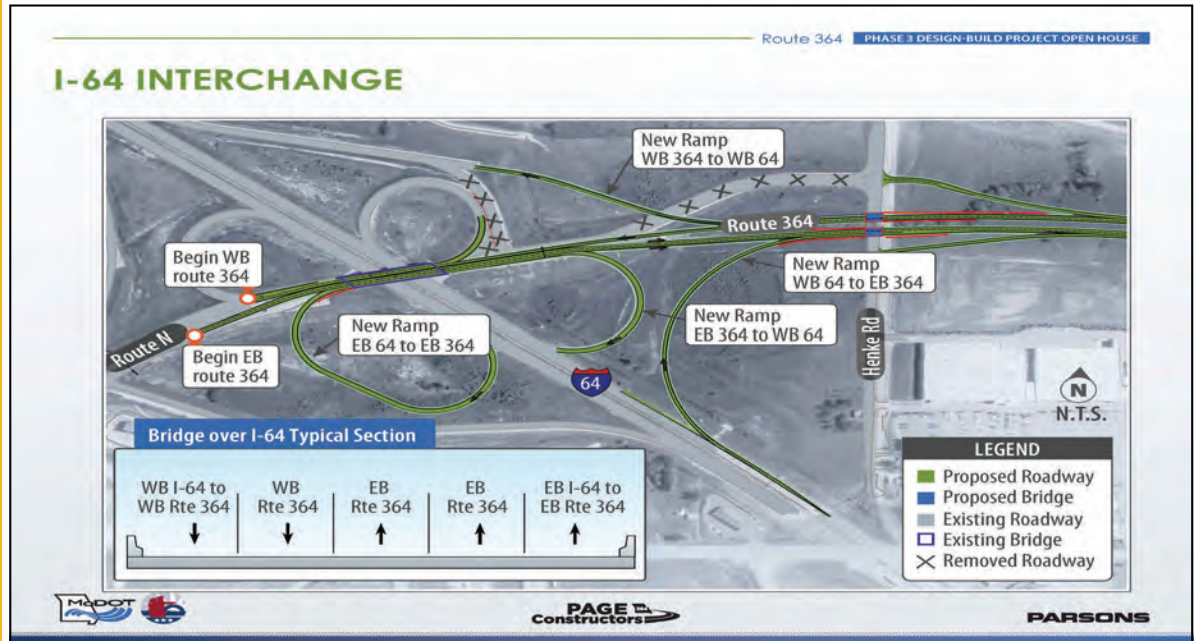 Route 364 PHASE 3 DESIGN-BUILD PROJECT OPEN HOUSE
I-64 INTERCHANGE
New Ramp
WB 364 to WB 64
Route 364
Begin WB
route 364
New Ramp
WB 64 to EB 364
New Ramp
EB 364 to WB 64
New Ramp
EB 64 to EB 364
Route N
Begin EB
route 364
Henke Rd
64
N
N.T.S.
Bridge over I-64 Typical Section
WB I-64 to
WB Rte 364
WB
Rte 364
EB
Rte 364
EB
Rte 364
EB I-64 to
EB Rte 364
LEGEND
Proposed Roadway
Proposed Bridge
Existing Roadway
Existing Bridge
Removed Roadway
MoDOT
PAGE
Constructors
PARSONS